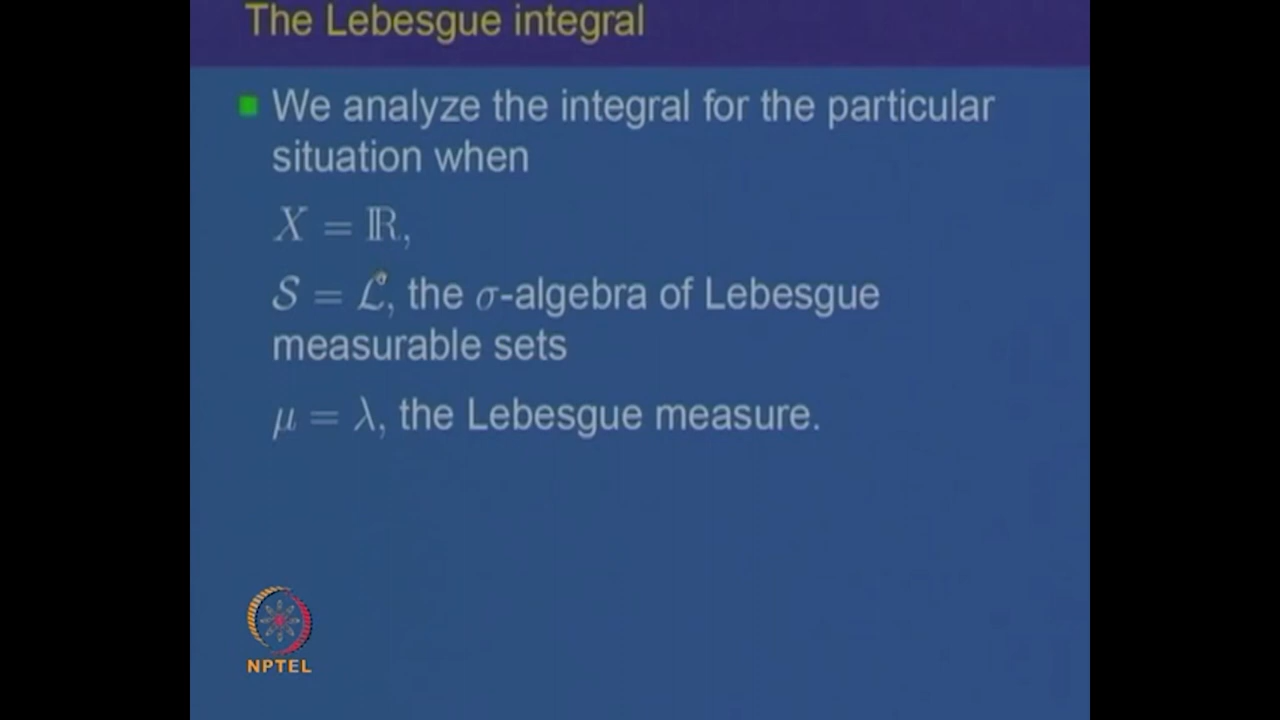 The Lebesgue integral
We analyze the integral for the particular
situation when
X = ℝ,
𝒮 = ℒ, the σ-algebra of Lebesgue
measurable sets
μ = λ, the Lebesgue measure.
NPTEL